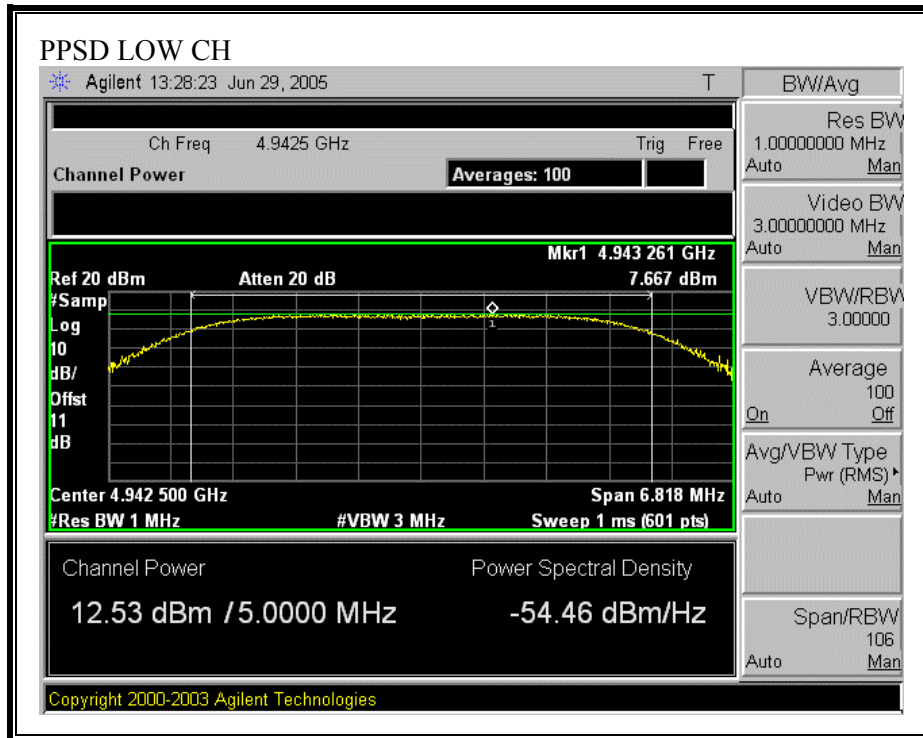 PPSD LOW CH
Agilent 13:28:23 Jun 29, 2005 T
BW/Avg
Ch Freq 4.9425 GHz Trig Free
Channel Power Averages: 100
Mkr1 4.943 261 GHz
Ref 20 dBm Atten 20 dB 7.667 dBm
#Samp
Log
10
dB/
Offst
11
dB
1
Center 4.942 500 GHz Span 6.818 MHz
#Res BW 1 MHz #VBW 3 MHz Sweep 1 ms (601 pts)
Channel Power Power Spectral Density
12.53 dBm / 5.0000 MHz -54.46 dBm/Hz
Copyright 2000-2003 Agilent Technologies
Res BW
1.00000000 MHz
Auto Man
Video BW
3.00000000 MHz
Auto Man
VBW/RBW
3.00000
Average
100
On Off
Avg/VBW Type
Pwr (RMS)
Auto Man
Span/RBW
106
Auto Man